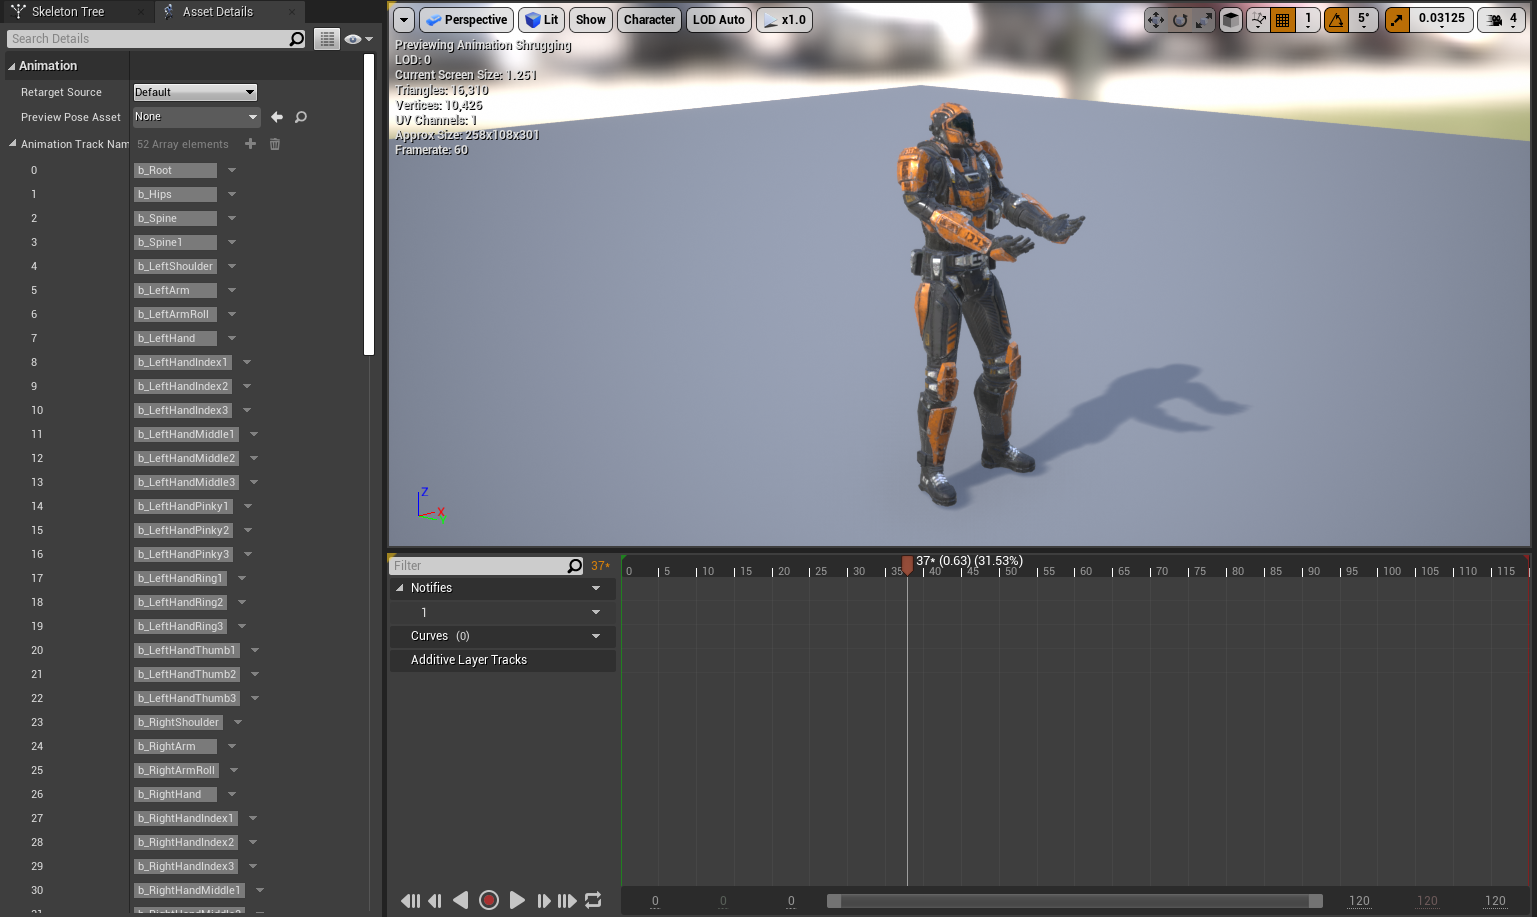 Skeleton Tree
Asset Details
Search Details
Animation
Retarget Source Default
Preview Pose Asset None
Animation Track Nam 52 Array elements
0 b_Root
1 b_Hips
2 b_Spine
3 b_Spine1
4 b_LeftShoulder
5 b_LeftArm
6 b_LeftArmRoll
7 b_LeftHand
8 b_LeftHandIndex1
9 b_LeftHandIndex2
10 b_LeftHandIndex3
11 b_LeftHandMiddle1
12 b_LeftHandMiddle2
13 b_LeftHandMiddle3
14 b_LeftHandPinky1
15 b_LeftHandPinky2
16 b_LeftHandPinky3
17 b_LeftHandRing1
18 b_LeftHandRing2
19 b_LeftHandRing3
20 b_LeftHandThumb1
21 b_LeftHandThumb2
22 b_LeftHandThumb3
23 b_RightShoulder
24 b_RightArm
25 b_RightArmRoll
26 b_RightHand
27 b_RightHandIndex1
28 b_RightHandIndex2
29 b_RightHandIndex3
30 b_RightHandMiddle1
Perspective Lit Show Character LOD Auto x1.0 1 5° 0.03125 4
Previewing Animation Shrugging
LOD: 0
Current Screen Size: 1.251
Triangles: 16,310
Vertices: 10,426
UV Channels: 1
Approx Size: 258x108x301
Framerate: 60
Z
X
Filter 37*
37* (0.63) (31.53%)
0 5 10 15 20 25 30 35 40 45 50 55 60 65 70 75 80 85 90 95 100 105 110 115
Notifies
1
Curves (0)
Additive Layer Tracks
0 0 0 120 120 120